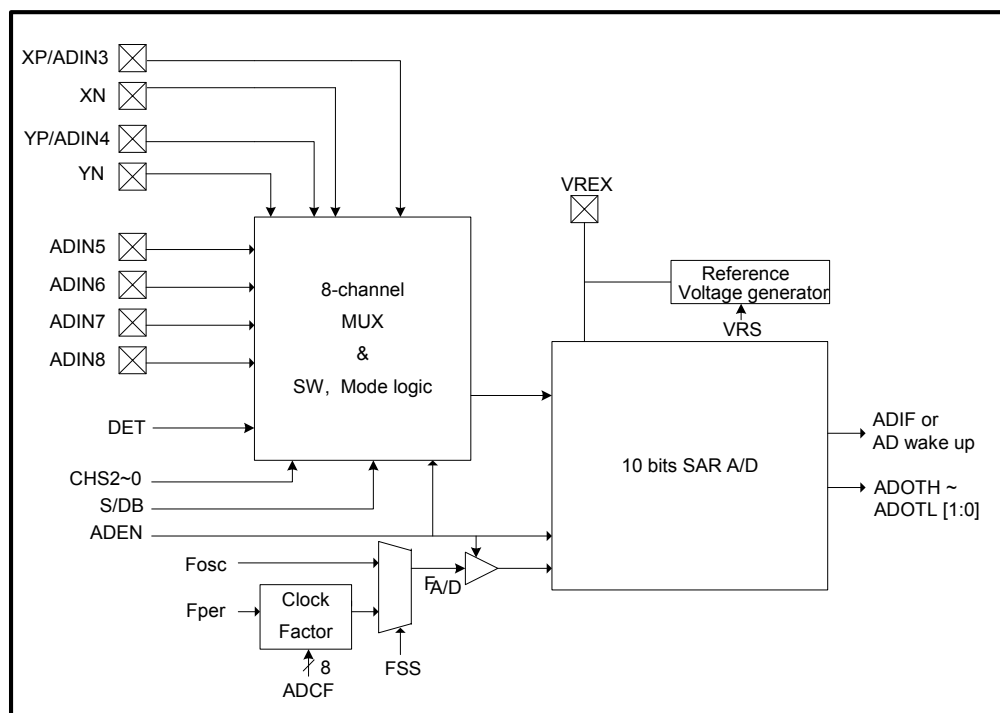 XP/ADIN3
XN
YP/ADIN4
YN
ADIN5
ADIN6
ADIN7
ADIN8
DET
CHS2~0
S/DB
ADEN
8-channel
MUX
&
SW, Mode logic
VREX
Reference
Voltage generator
VRS
10 bits SAR A/D
ADIF or
AD wake up
ADOTH ~
ADOTL [1:0]
Fosc
Fper
Clock
Factor
8
ADCF
FA/D
FSS